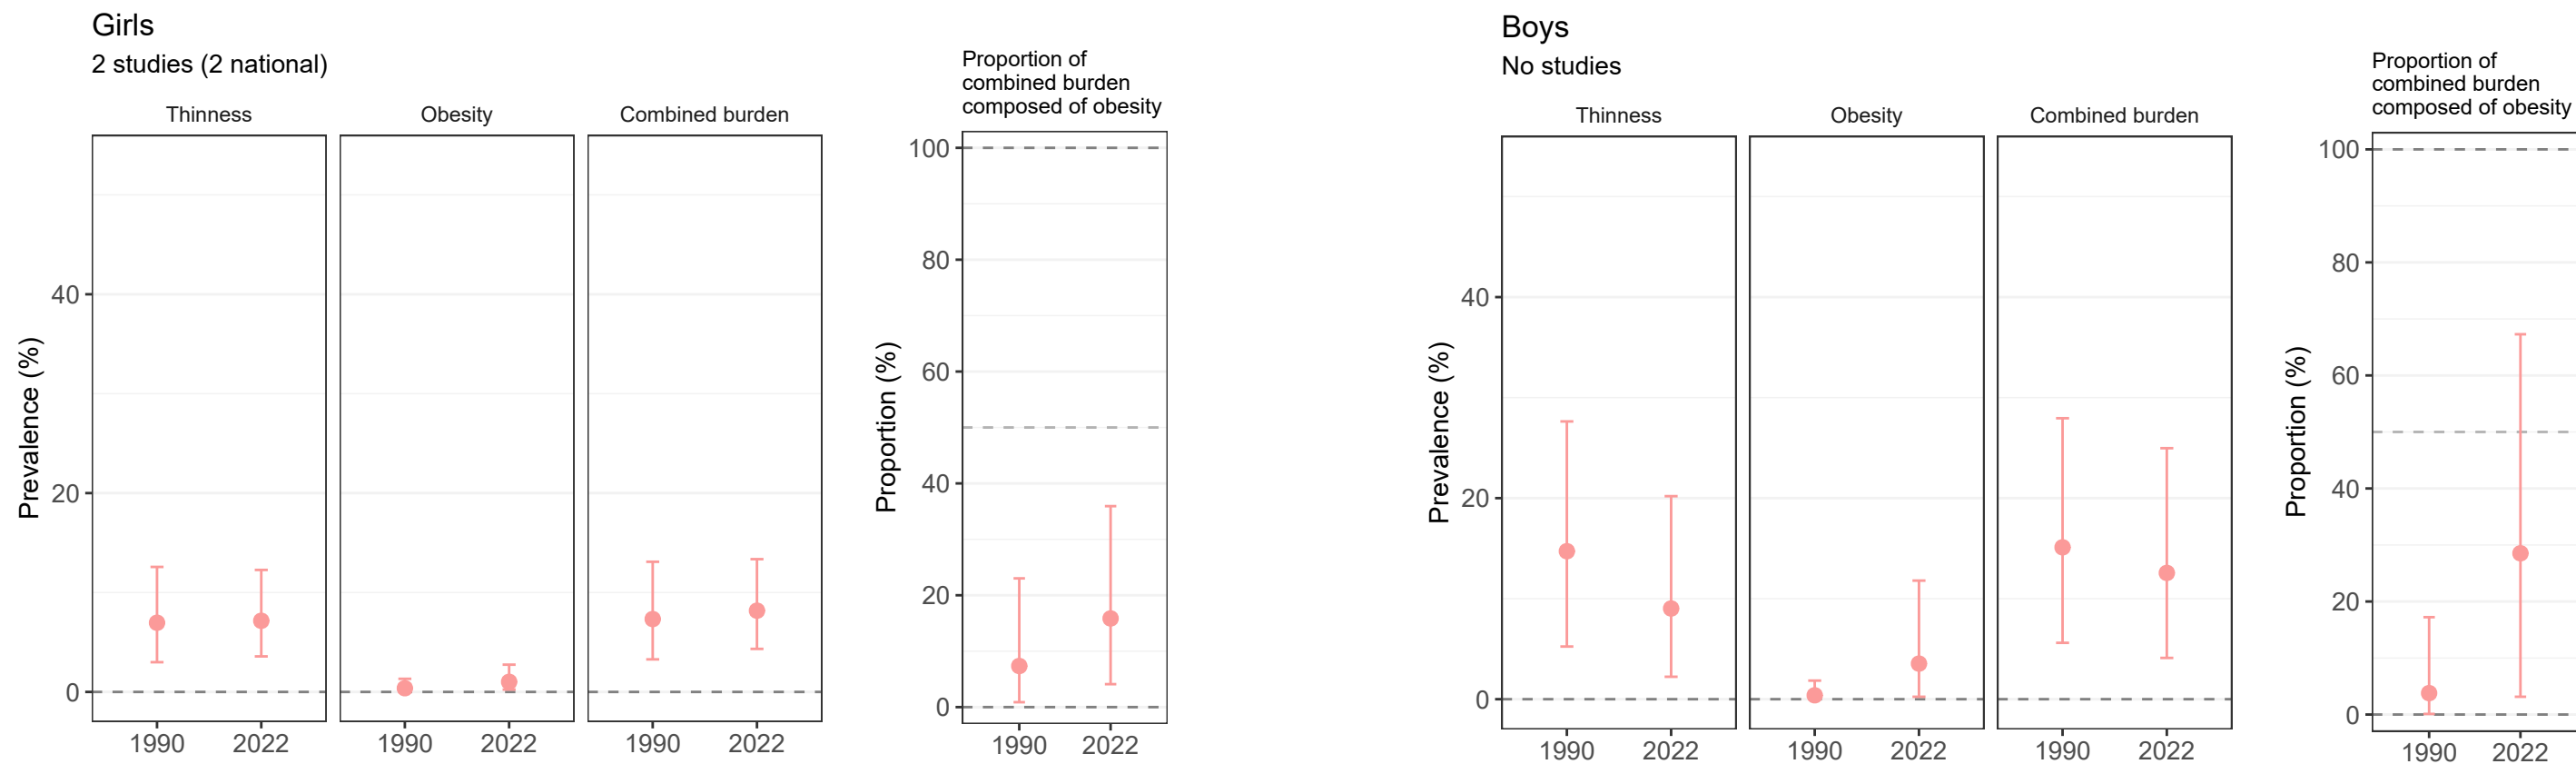 Girls
2 studies (2 national)
Thinness
Obesity
Combined burden
Prevalence (%)
40
20
0
1990 2022
1990 2022
1990 2022
Proportion of
combined burden
composed of obesity
Proportion (%)
100
80
60
40
20
0
1990 2022
Boys
No studies
Thinness
Obesity
Combined burden
Prevalence (%)
40
20
0
1990 2022
1990 2022
1990 2022
Proportion of
combined burden
composed of obesity
Proportion (%)
100
80
60
40
20
0
1990 2022